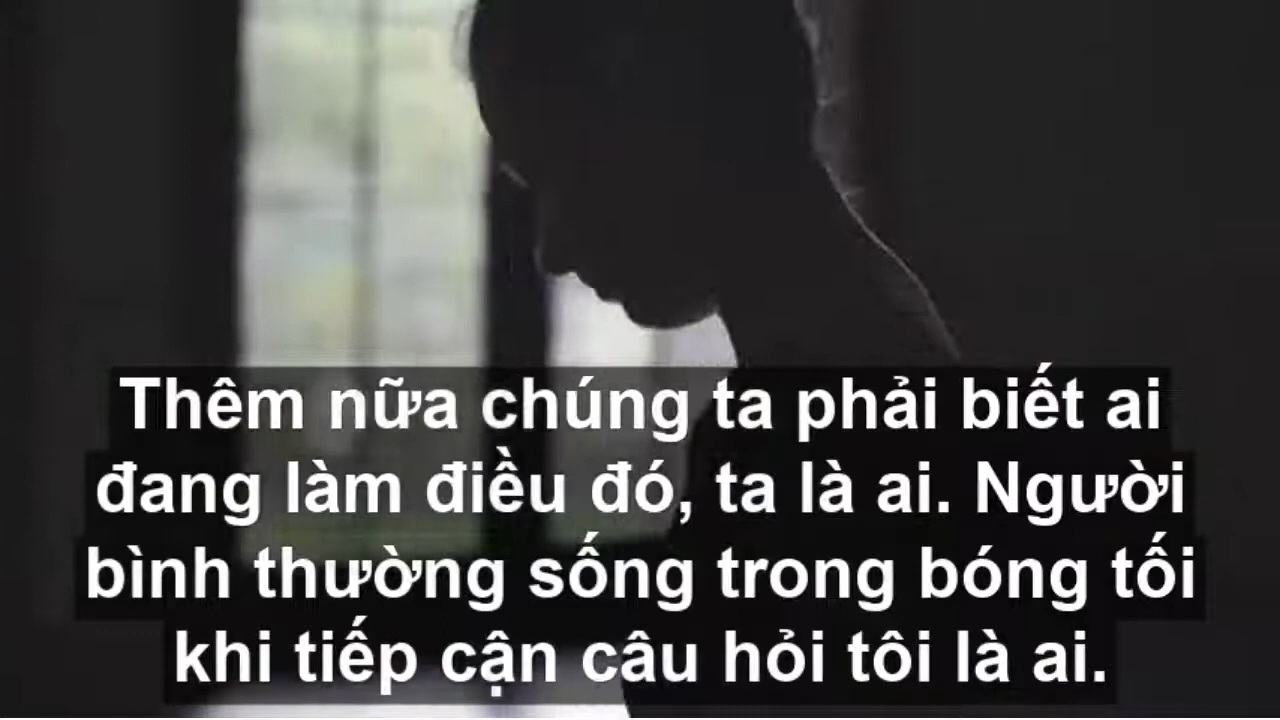 Thêm nữa chúng ta phải biết ai
đang làm điều đó, ta là ai. Người
bình thường sống trong bóng tối
khi tiếp cận câu hỏi tôi là ai.